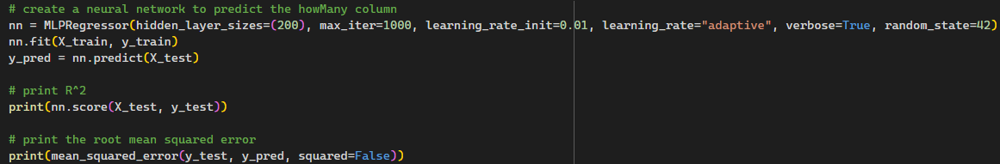 # create a neural network to predict the howMany column
nn = MLPRegressor(hidden_layer_sizes=(200), max_iter=1000, learning_rate_init=0.01, learning_rate="adaptive", verbose=True, random_state=42)
nn.fit(X_train, y_train)
y_pred = nn.predict(X_test)
# print R^2
print(nn.score(X_test, y_test))
# print the root mean squared error
print(mean_squared_error(y_test, y_pred, squared=False))